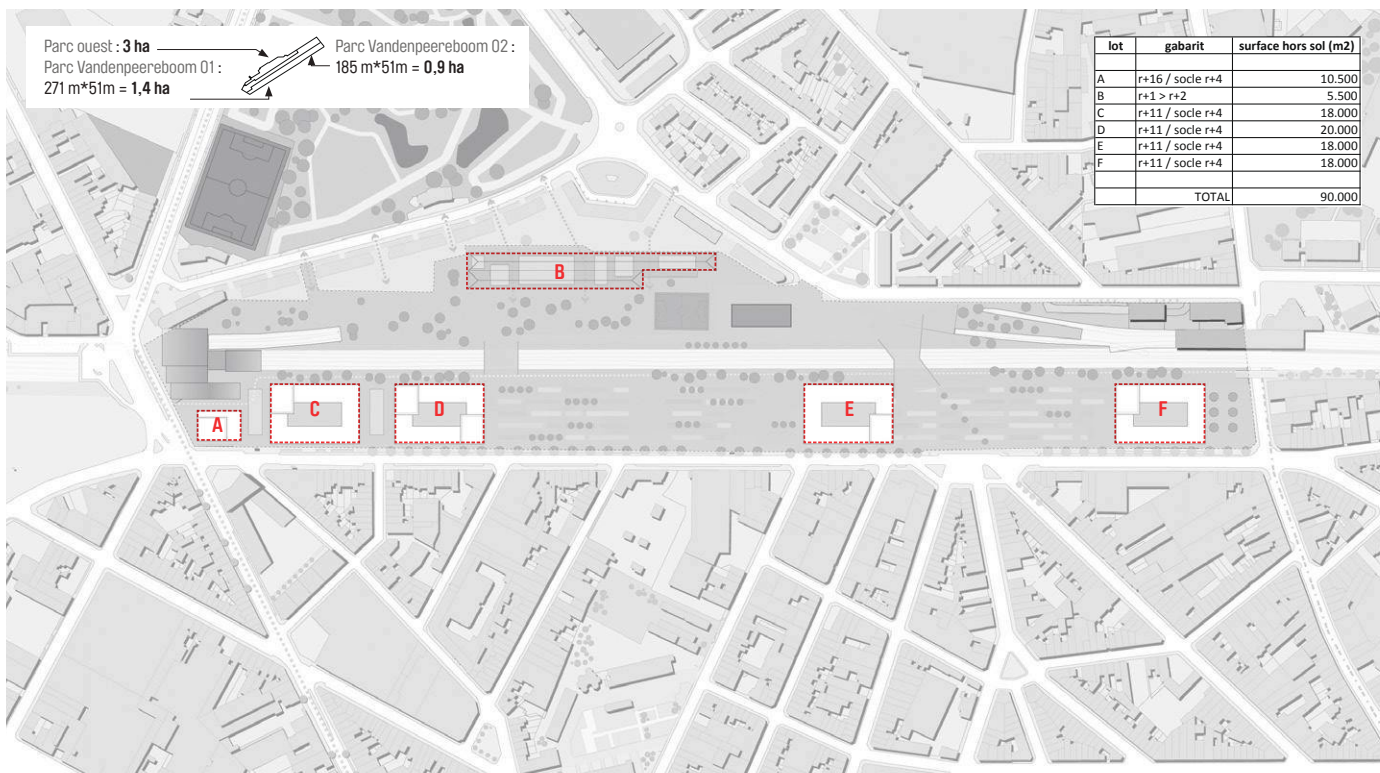 Parc ouest : 3 ha
Parc Vandenpeereboom 01 :
271 m*51m = 1,4 ha
Parc Vandenpeereboom 02 :
185 m*51m = 0,9 ha
lot gabarit surface hors sol (m2)
A r+16 / socle r+4 10.500
B r+1 > r+2 5.500
C r+11 / socle r+4 18.000
D r+11 / socle r+4 20.000
E r+11 / socle r+4 18.000
F r+11 / socle r+4 18.000
TOTAL 90.000
B
A
C
D
E
F